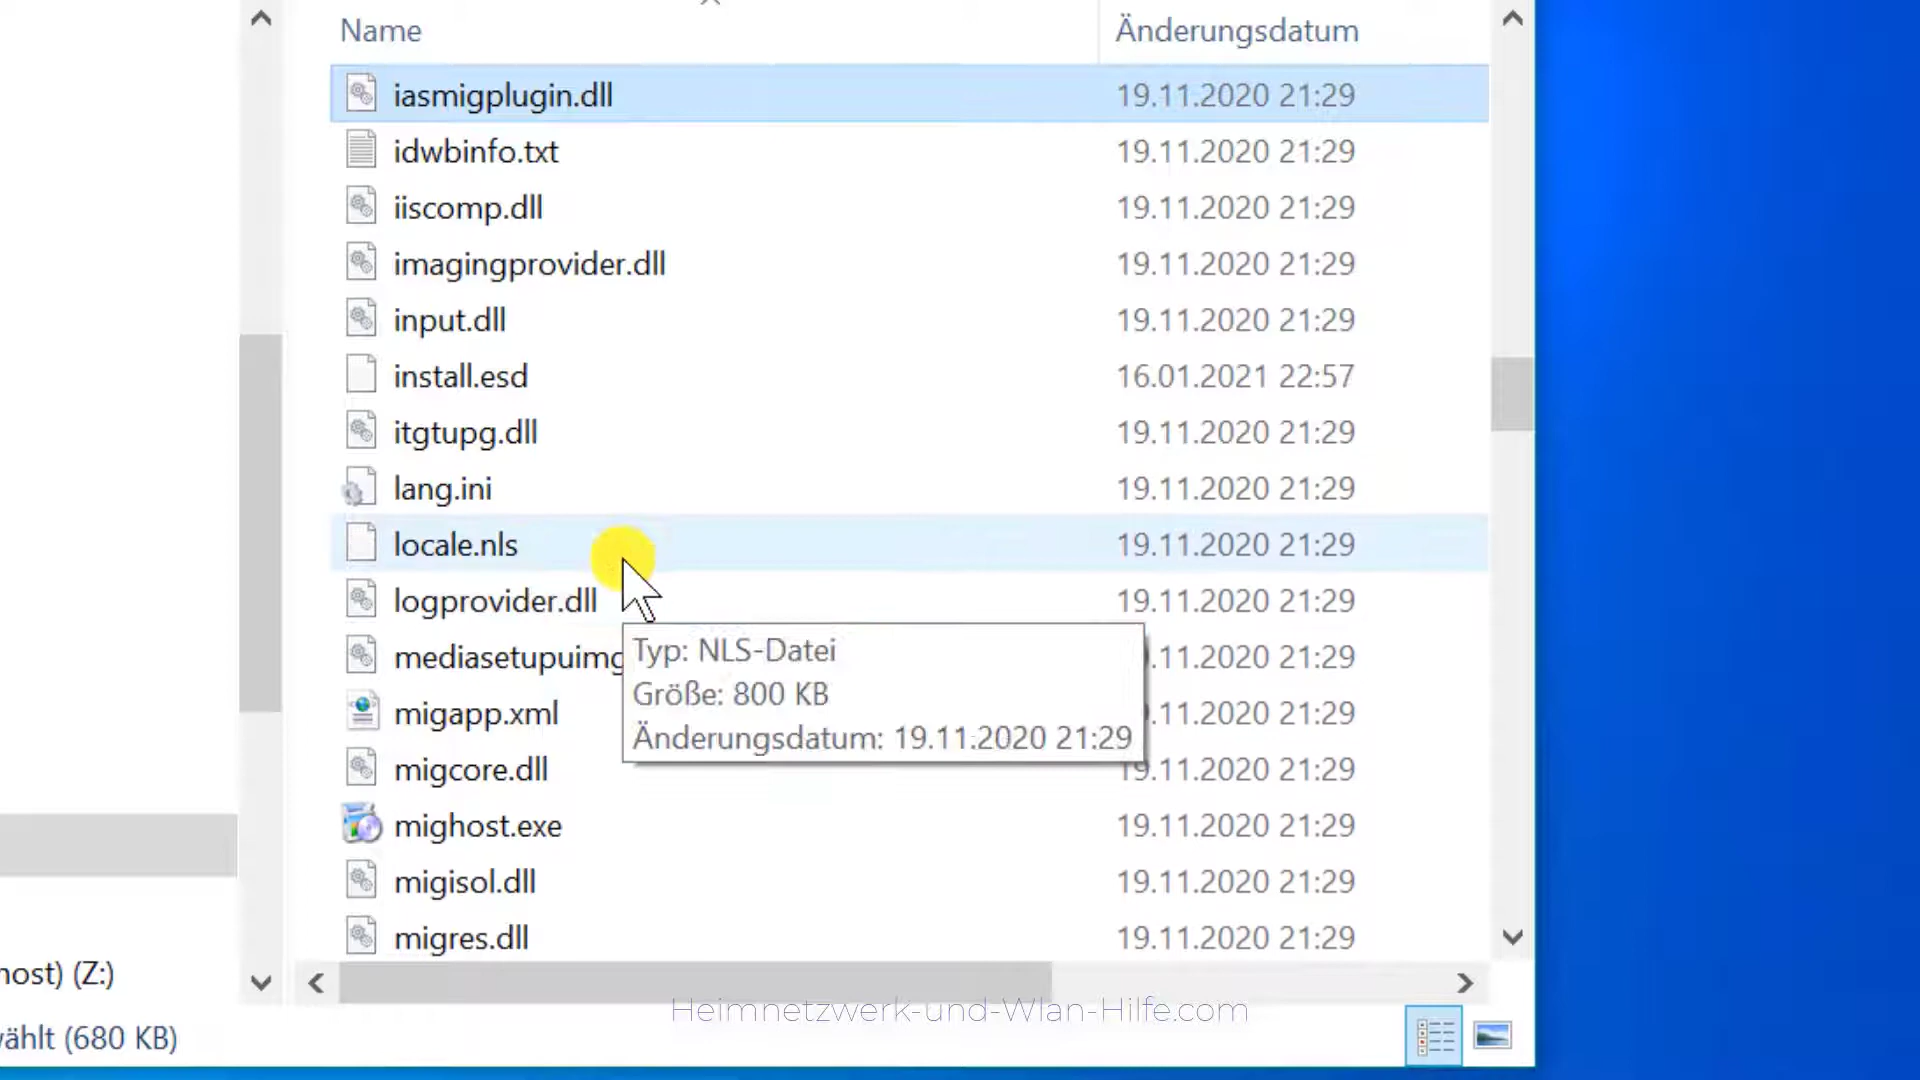 Name Änderungsdatum
iasmigplugin.dll 19.11.2020 21:29
idwbinfo.txt 19.11.2020 21:29
iiscomp.dll 19.11.2020 21:29
imagingprovider.dll 19.11.2020 21:29
input.dll 19.11.2020 21:29
install.esd 16.01.2021 22:57
itgtupg.dll 19.11.2020 21:29
lang.ini 19.11.2020 21:29
locale.nls 19.11.2020 21:29
logprovider.dll 19.11.2020 21:29
mediasetupuimg .11.2020 21:29
Typ: NLS-Datei
Größe: 800 KB
Änderungsdatum: 19.11.2020 21:29
migapp.xml .11.2020 21:29
migcore.dll 19.11.2020 21:29
mighost.exe 19.11.2020 21:29
migisol.dll 19.11.2020 21:29
migres.dll 19.11.2020 21:29
host) (Z:)
Heimnetzwerk-und-Wlan-Hilfe.com
wählt (680 KB)